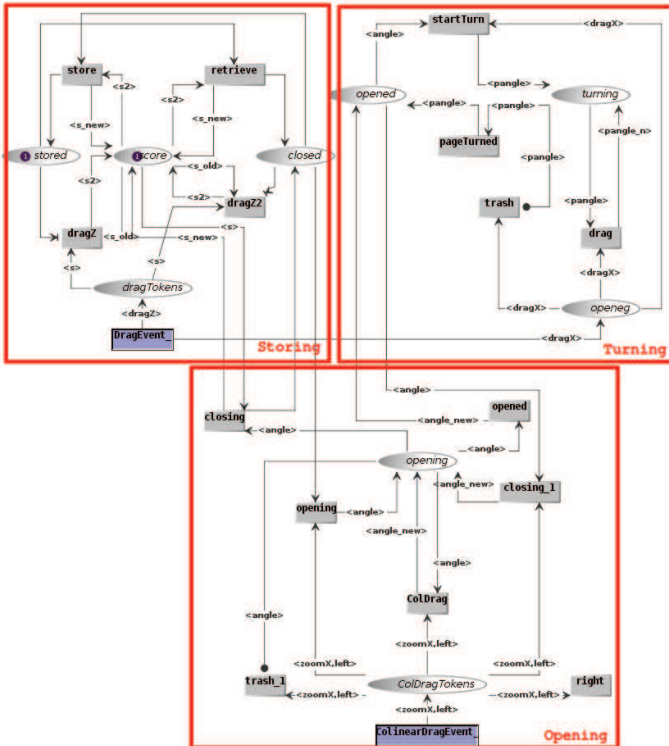 startTurn
<dragX>
<angle>
store
retrieve
<pangle>
<s2>
opened
turning
<s2>
<pangle>
<pangle>
<s_new>
<s_new>
<pangle_n>
pageTurned
1 stored
1 score
closed
<s_old>
<pangle>
<s2>
<s2>
trash
<pangle>
dragZ2
<s>
dragZ
<s_old>
<s_new>
drag
<s>
<s>
<dragX>
dragTokens
<dragX>
openeg
<dragZ>
DragEvent_
Storing
<dragX>
Turning
<angle>
opened
closing
<angle_new>
<angle>
<angle>
opening
<angle_new>
closing_1
opening
<angle>
<angle_new>
<angle>
ColDrag
<angle>
<zoomX,left>
<zoomX,left>
<zoomX,left>
trash_1
ColDragTokens
right
<zoomX,left>
<zoomX,left>
<zoomX,left>
ColinearDragEvent_
Opening